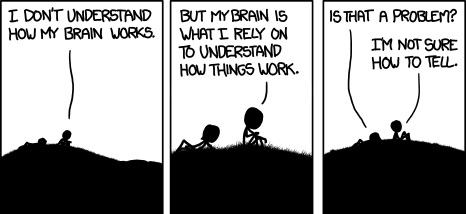 I DON'T UNDERSTAND
HOW MY BRAIN WORKS.
BUT MY BRAIN IS
WHAT I RELY ON
TO UNDERSTAND
HOW THINGS WORK.
IS THAT A PROBLEM?
I'M NOT SURE
HOW TO TELL.